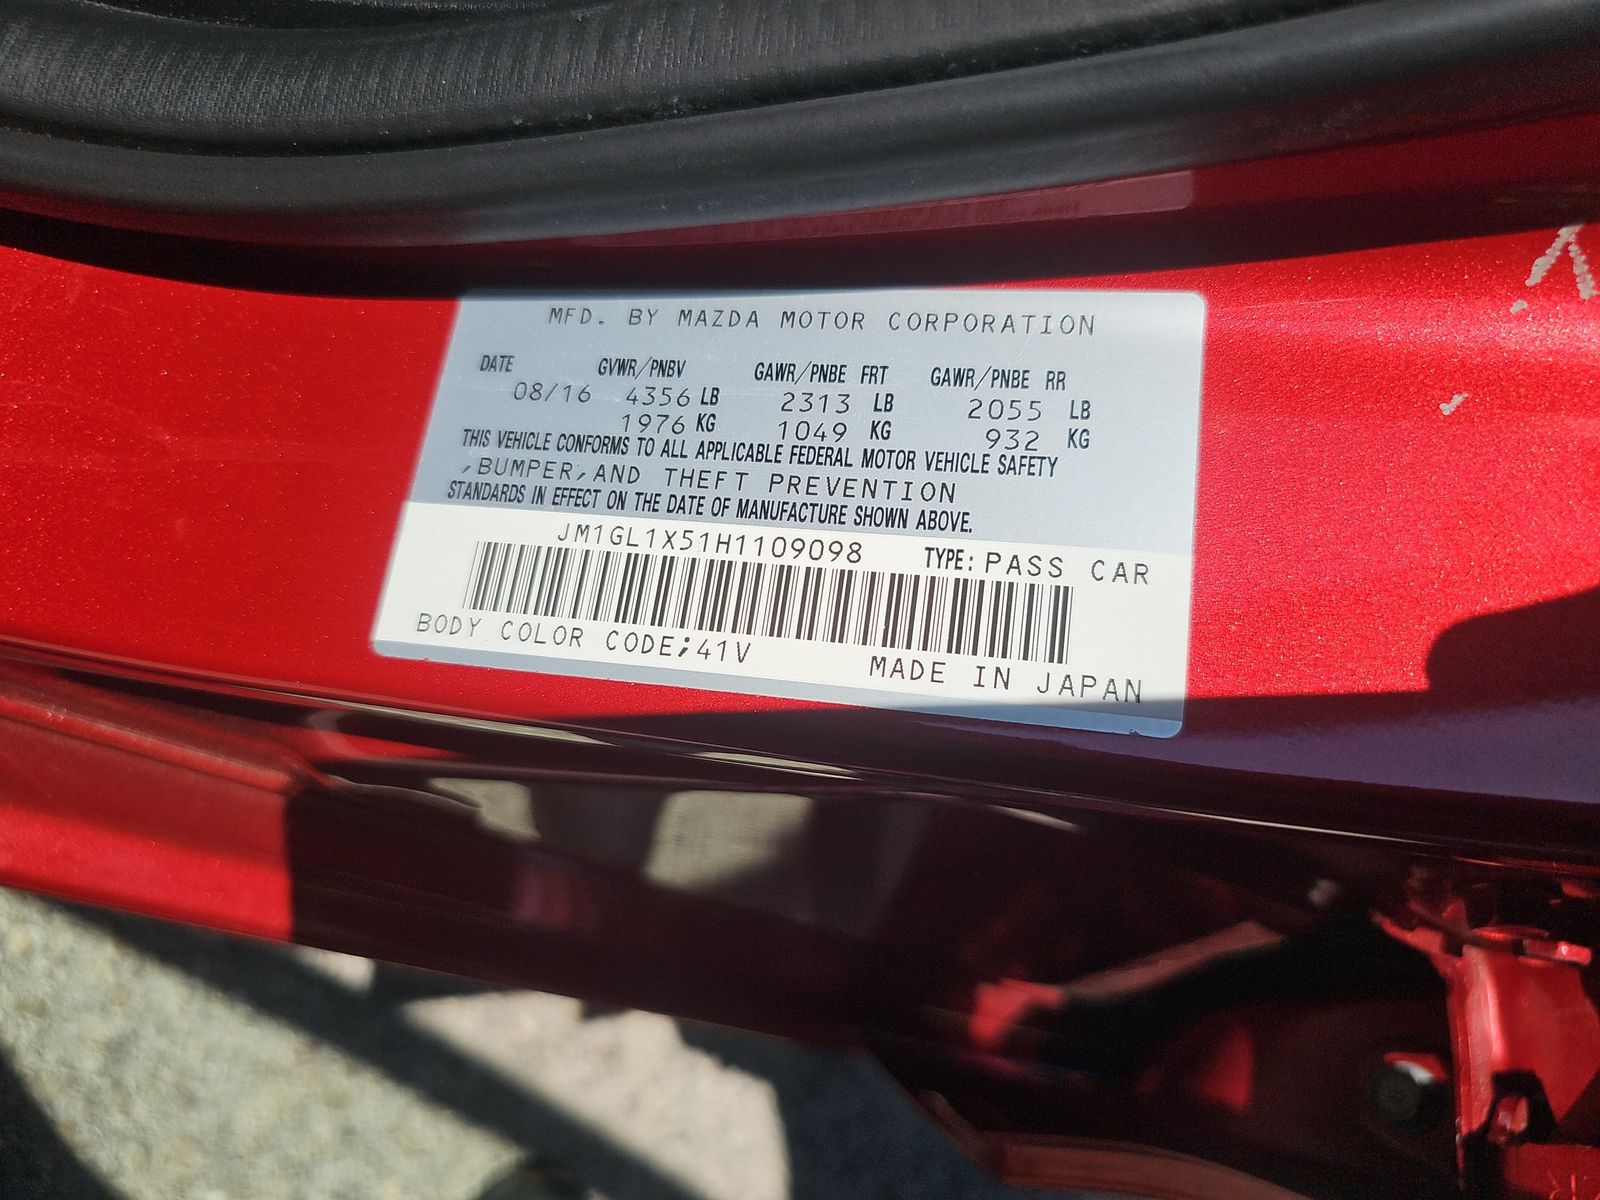 MFD. BY MAZDA MOTOR CORPORATION
DATE GVWR/PNBV GAWR/PNBE FRT GAWR/PNBE RR
08/16 4356 LB 2313 LB 2055 LB
1976 KG 1049 KG 932 KG
THIS VEHICLE CONFORMS TO ALL APPLICABLE FEDERAL MOTOR VEHICLE SAFETY
,BUMPER,AND THEFT PREVENTION
STANDARDS IN EFFECT ON THE DATE OF MANUFACTURE SHOWN ABOVE.
JM1GL1X51H1109098 TYPE: PASS CAR
BODY COLOR CODE;41V MADE IN JAPAN